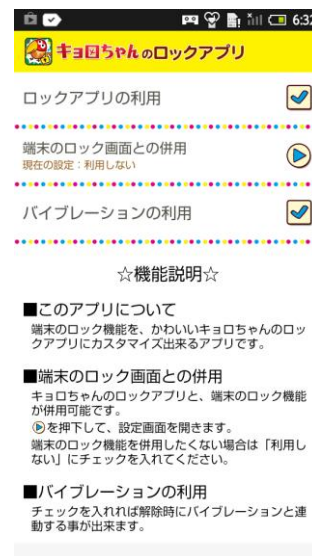 6:32
キョロちゃんのロックアプリ
ロックアプリの利用
端末のロック画面との併用
現在の設定：利用しない
バイブレーションの利用
☆機能説明☆
■このアプリについて
端末のロック機能を、かわいいキョロちゃんのロッ
クアプリにカスタマイズ出来るアプリです。
■端末のロック画面との併用
キョロちゃんのロックアプリと、端末のロック機能
が併用可能です。
▶を押下して、設定画面を開きます。
端末のロック機能を併用したくない場合は「利用し
ない」にチェックを入れてください。
■バイブレーションの利用
チェックを入れれば解除時にバイブレーションと連
動する事が出来ます。